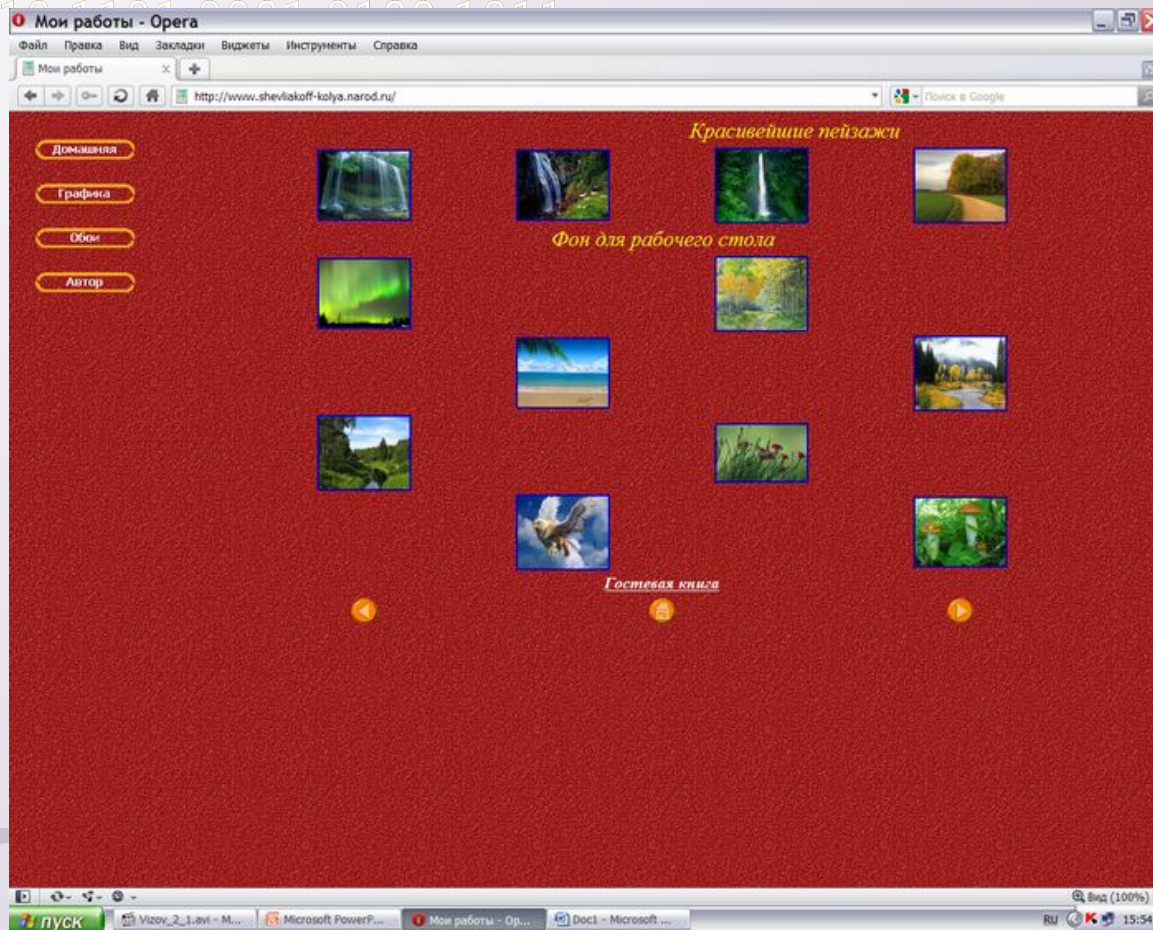 Мои работы - Opera
Файл Правка Вид Закладки Виджеты Инструменты Справка
Мои работы
http://www.shevliakoff-kolya.narod.ru/
Поиск в Google
Домашняя
Графика
Обои
Автор
Красивейшие пейзажи
Фон для рабочего стола
Гостевая книга
Вид (100%)
пуск
Vizov_2_1.avi - M...
Microsoft PowerP...
Мои работы - Op...
Doc1 - Microsoft ...
RU
15:54